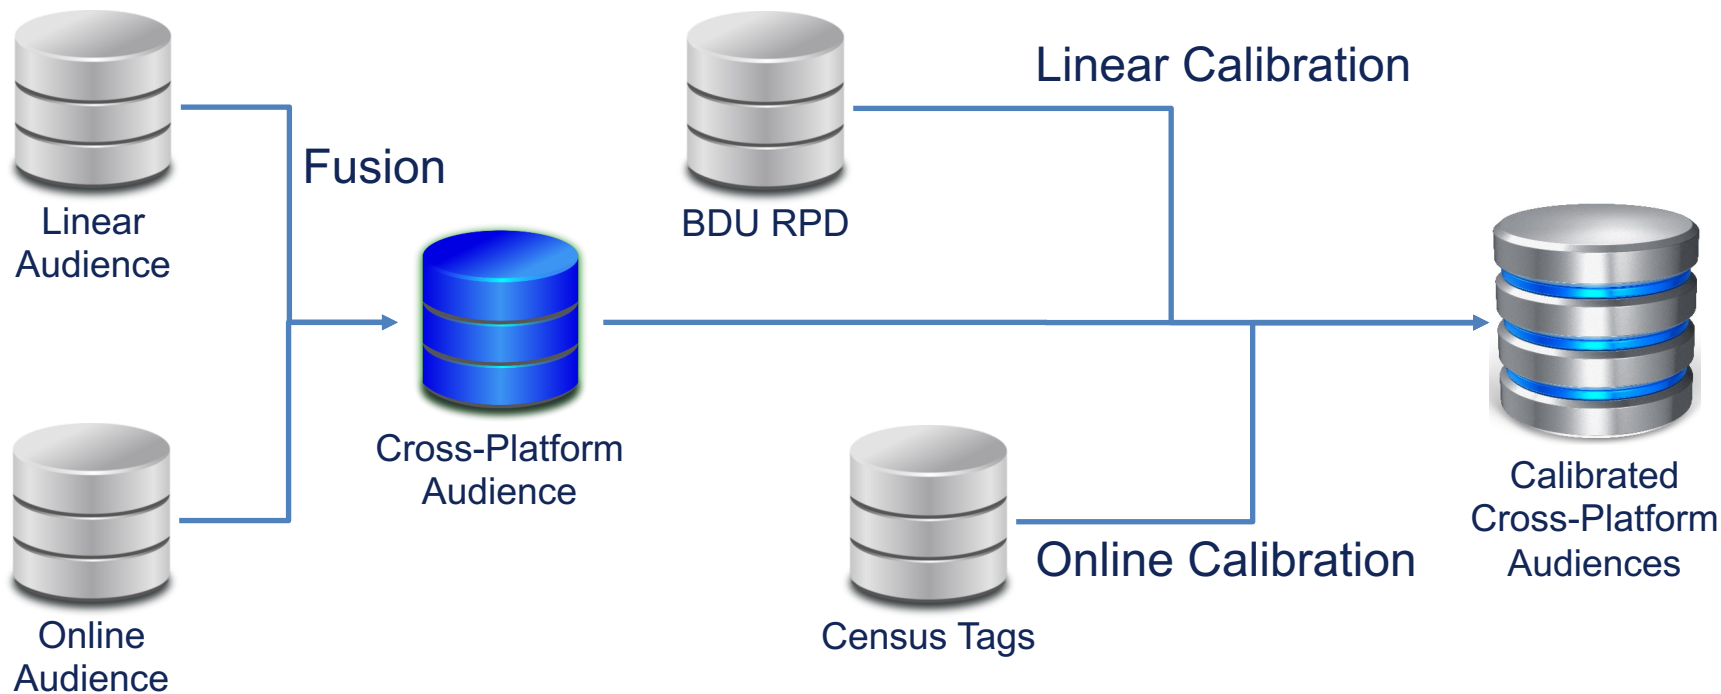 Linear Calibration
Fusion
Linear
Audience
BDU RPD
Cross-Platform
Audience
Calibrated
Cross-Platform
Audiences
Online Calibration
Census Tags
Online
Audience